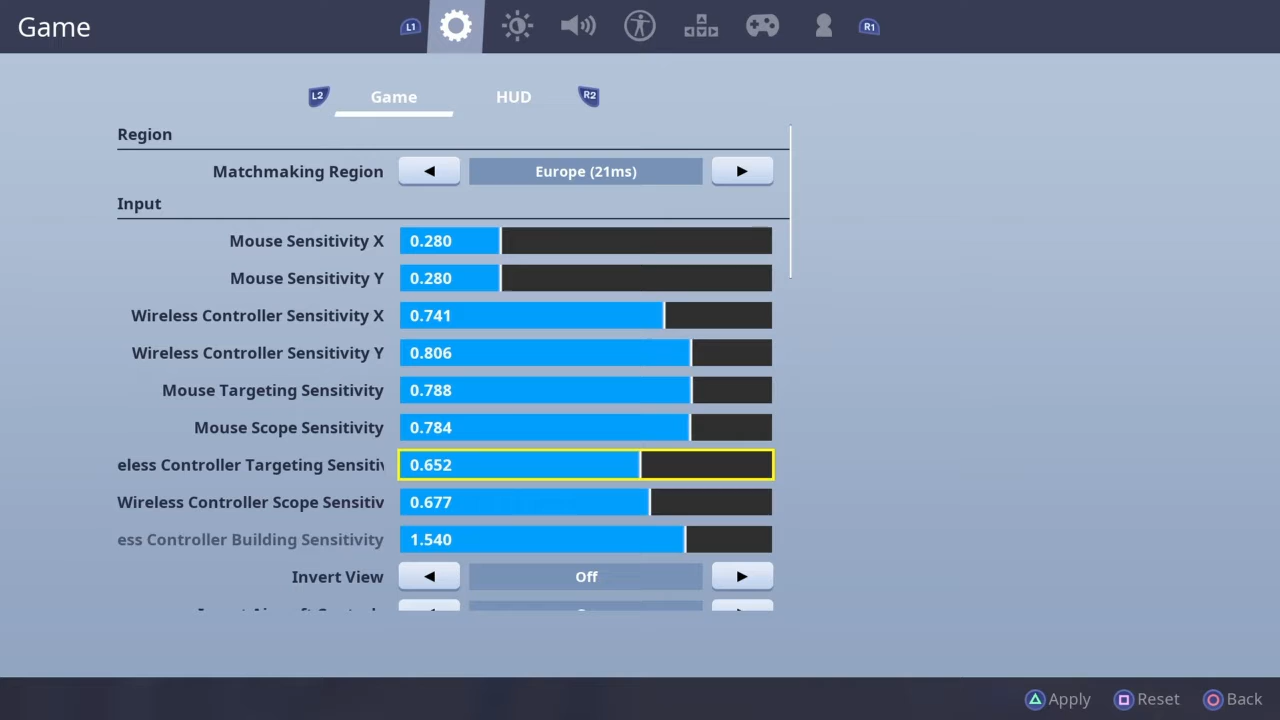 Game
L1
R1
L2
Game
HUD
R2
Region
Matchmaking Region
Europe (21ms)
Input
Mouse Sensitivity X
0.280
Mouse Sensitivity Y
0.280
Wireless Controller Sensitivity X
0.741
Wireless Controller Sensitivity Y
0.806
Mouse Targeting Sensitivity
0.788
Mouse Scope Sensitivity
0.784
eless Controller Targeting Sensitiv
0.652
Wireless Controller Scope Sensitiv
0.677
ess Controller Building Sensitivity
1.540
Invert View
Off
Apply
Reset
Back